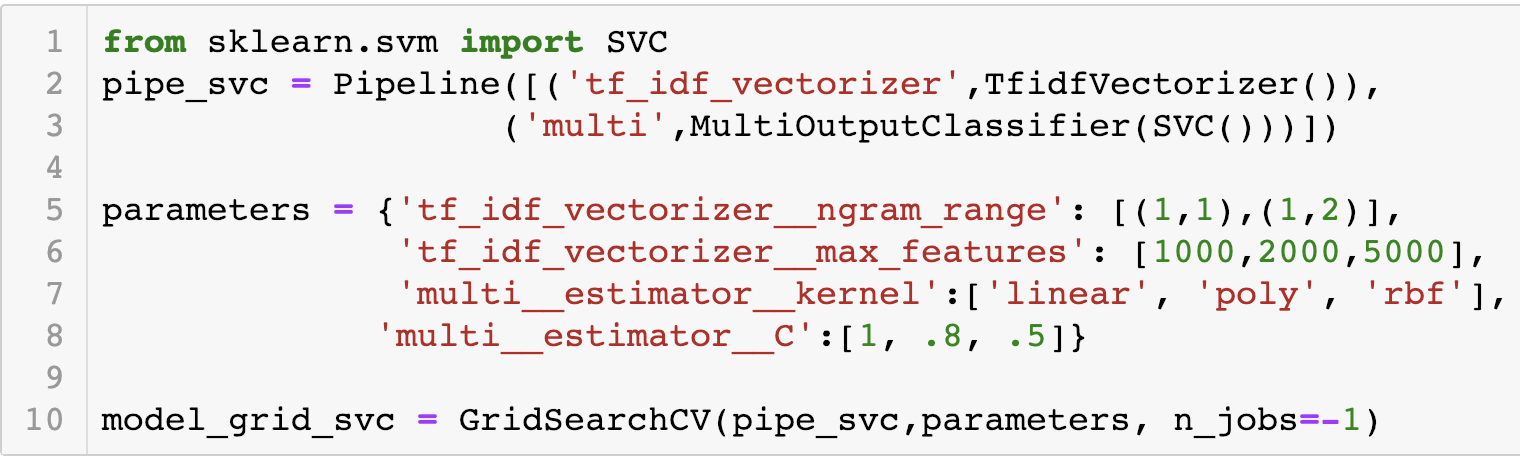 1 from sklearn.svm import SVC
2 pipe_svc = Pipeline([('tf_idf_vectorizer',TfidfVectorizer()),
3                      ('multi',MultiOutputClassifier(SVC()))])
4
5 parameters = {'tf_idf_vectorizer__ngram_range': [(1,1),(1,2)],
6               'tf_idf_vectorizer__max_features': [1000,2000,5000],
7               'multi__estimator__kernel':['linear', 'poly', 'rbf'],
8              'multi__estimator__C':[1, .8, .5]}
9
10 model_grid_svc = GridSearchCV(pipe_svc,parameters, n_jobs=-1)